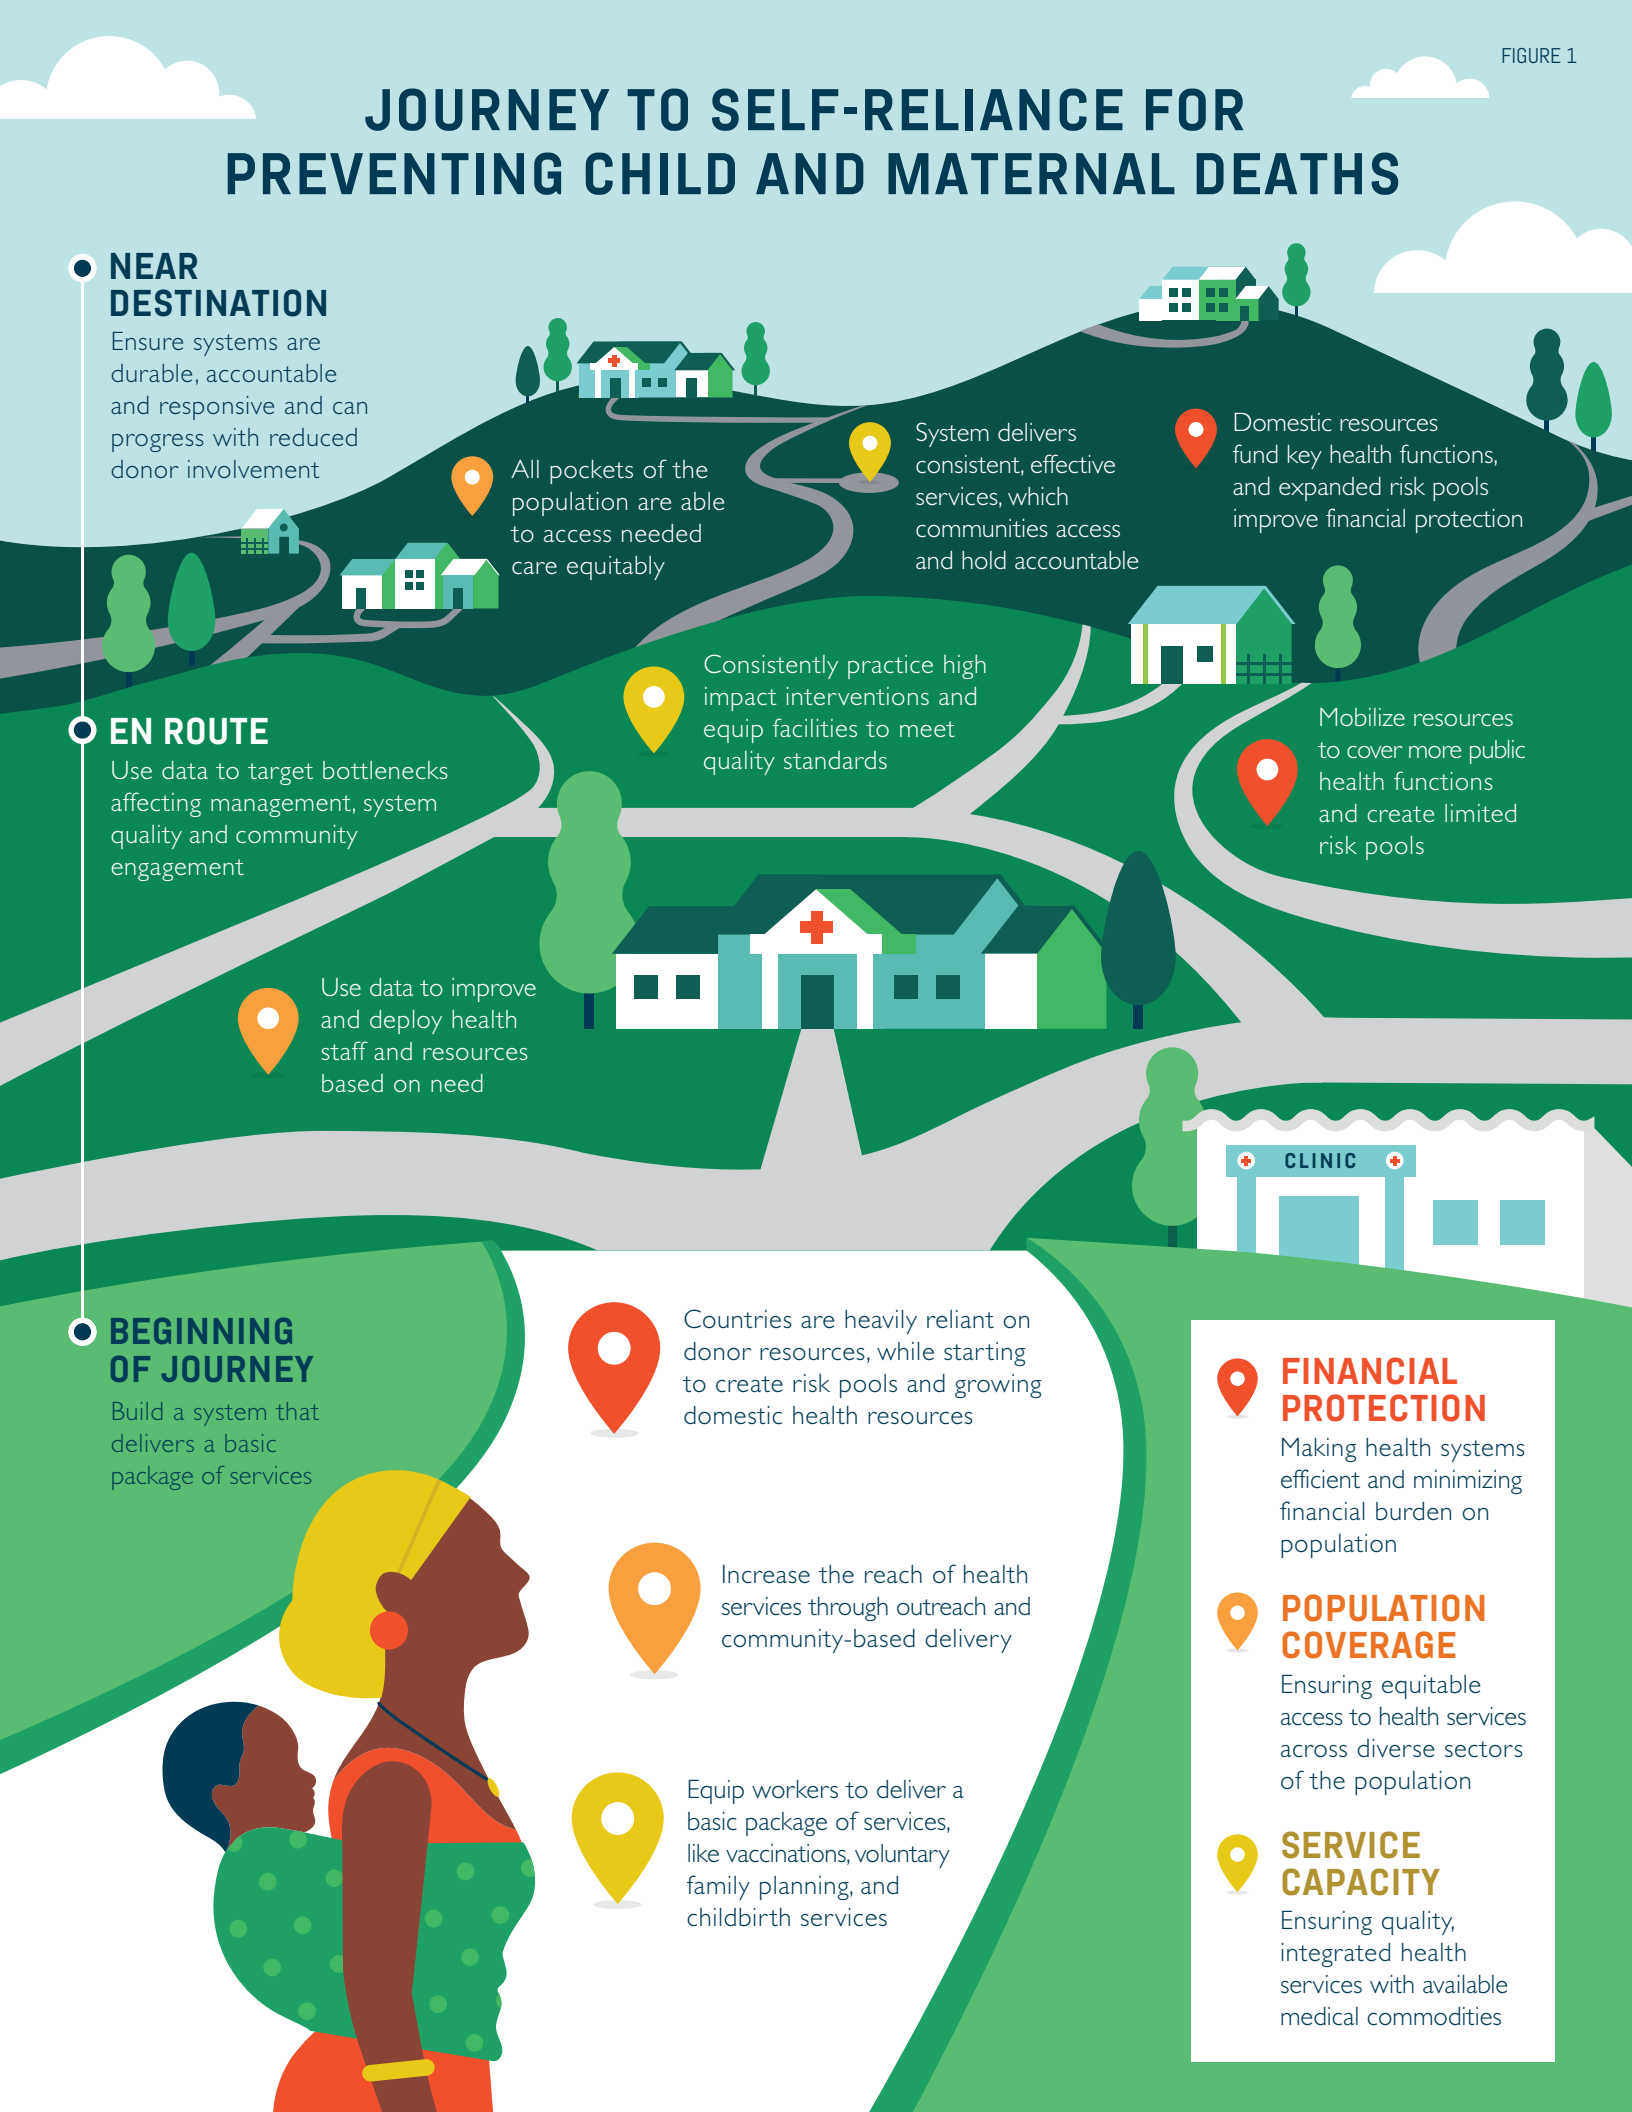 FIGURE 1
JOURNEY TO SELF-RELIANCE FOR
PREVENTING CHILD AND MATERNAL DEATHS
NEAR
DESTINATION
Ensure systems are
durable, accountable
and responsive and can
progress with reduced
donor involvement
All pockets of the
population are able
to access needed
care equitably
System delivers
consistent, effective
services, which
communities access
and hold accountable
Domestic resources
fund key health functions,
and expanded risk pools
improve financial protection
EN ROUTE
Use data to target bottlenecks
affecting management, system
quality and community
engagement
Consistently practice high
impact interventions and
equip facilities to meet
quality standards
Mobilize resources
to cover more public
health functions
and create limited
risk pools
Use data to improve
and deploy health
staff and resources
based on need
CLINIC
BEGINNING
OF JOURNEY
Build a system that
delivers a basic
package of services
Countries are heavily reliant on
donor resources, while starting
to create risk pools and growing
domestic health resources
Increase the reach of health
services through outreach and
community-based delivery
Equip workers to deliver a
basic package of services,
like vaccinations, voluntary
family planning, and
childbirth services
FINANCIAL
PROTECTION
Making health systems
efficient and minimizing
financial burden on
population
POPULATION
COVERAGE
Ensuring equitable
access to health services
across diverse sectors
of the population
SERVICE
CAPACITY
Ensuring quality,
integrated health
services with available
medical commodities